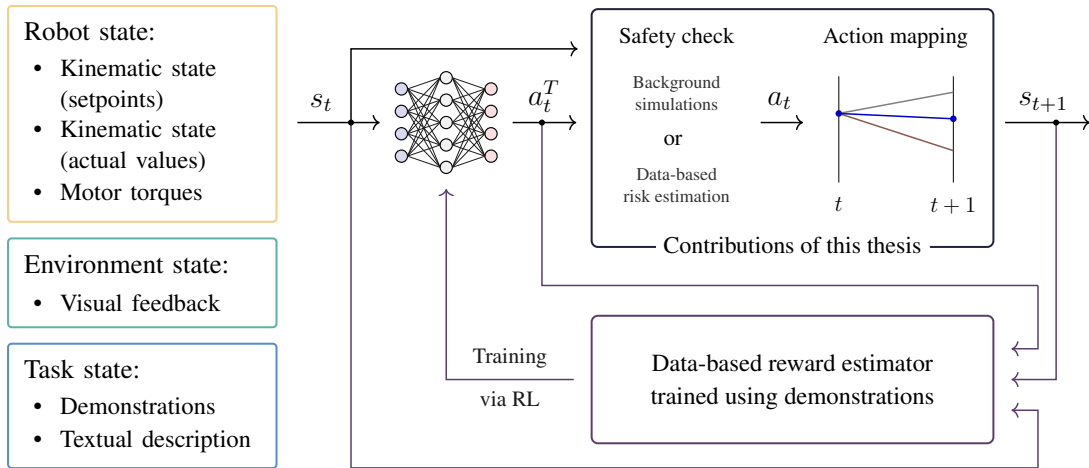 Robot state:
• Kinematic state
(setpoints)
• Kinematic state
(actual values)
• Motor torques
Environment state:
• Visual feedback
Task state:
• Demonstrations
• Textual description
s_t
a_t^T
Safety check
Background
simulations
or
Data-based
risk estimation
a_t
Action mapping
t
t + 1
Contributions of this thesis
s_{t+1}
Training
via RL
Data-based reward estimator
trained using demonstrations